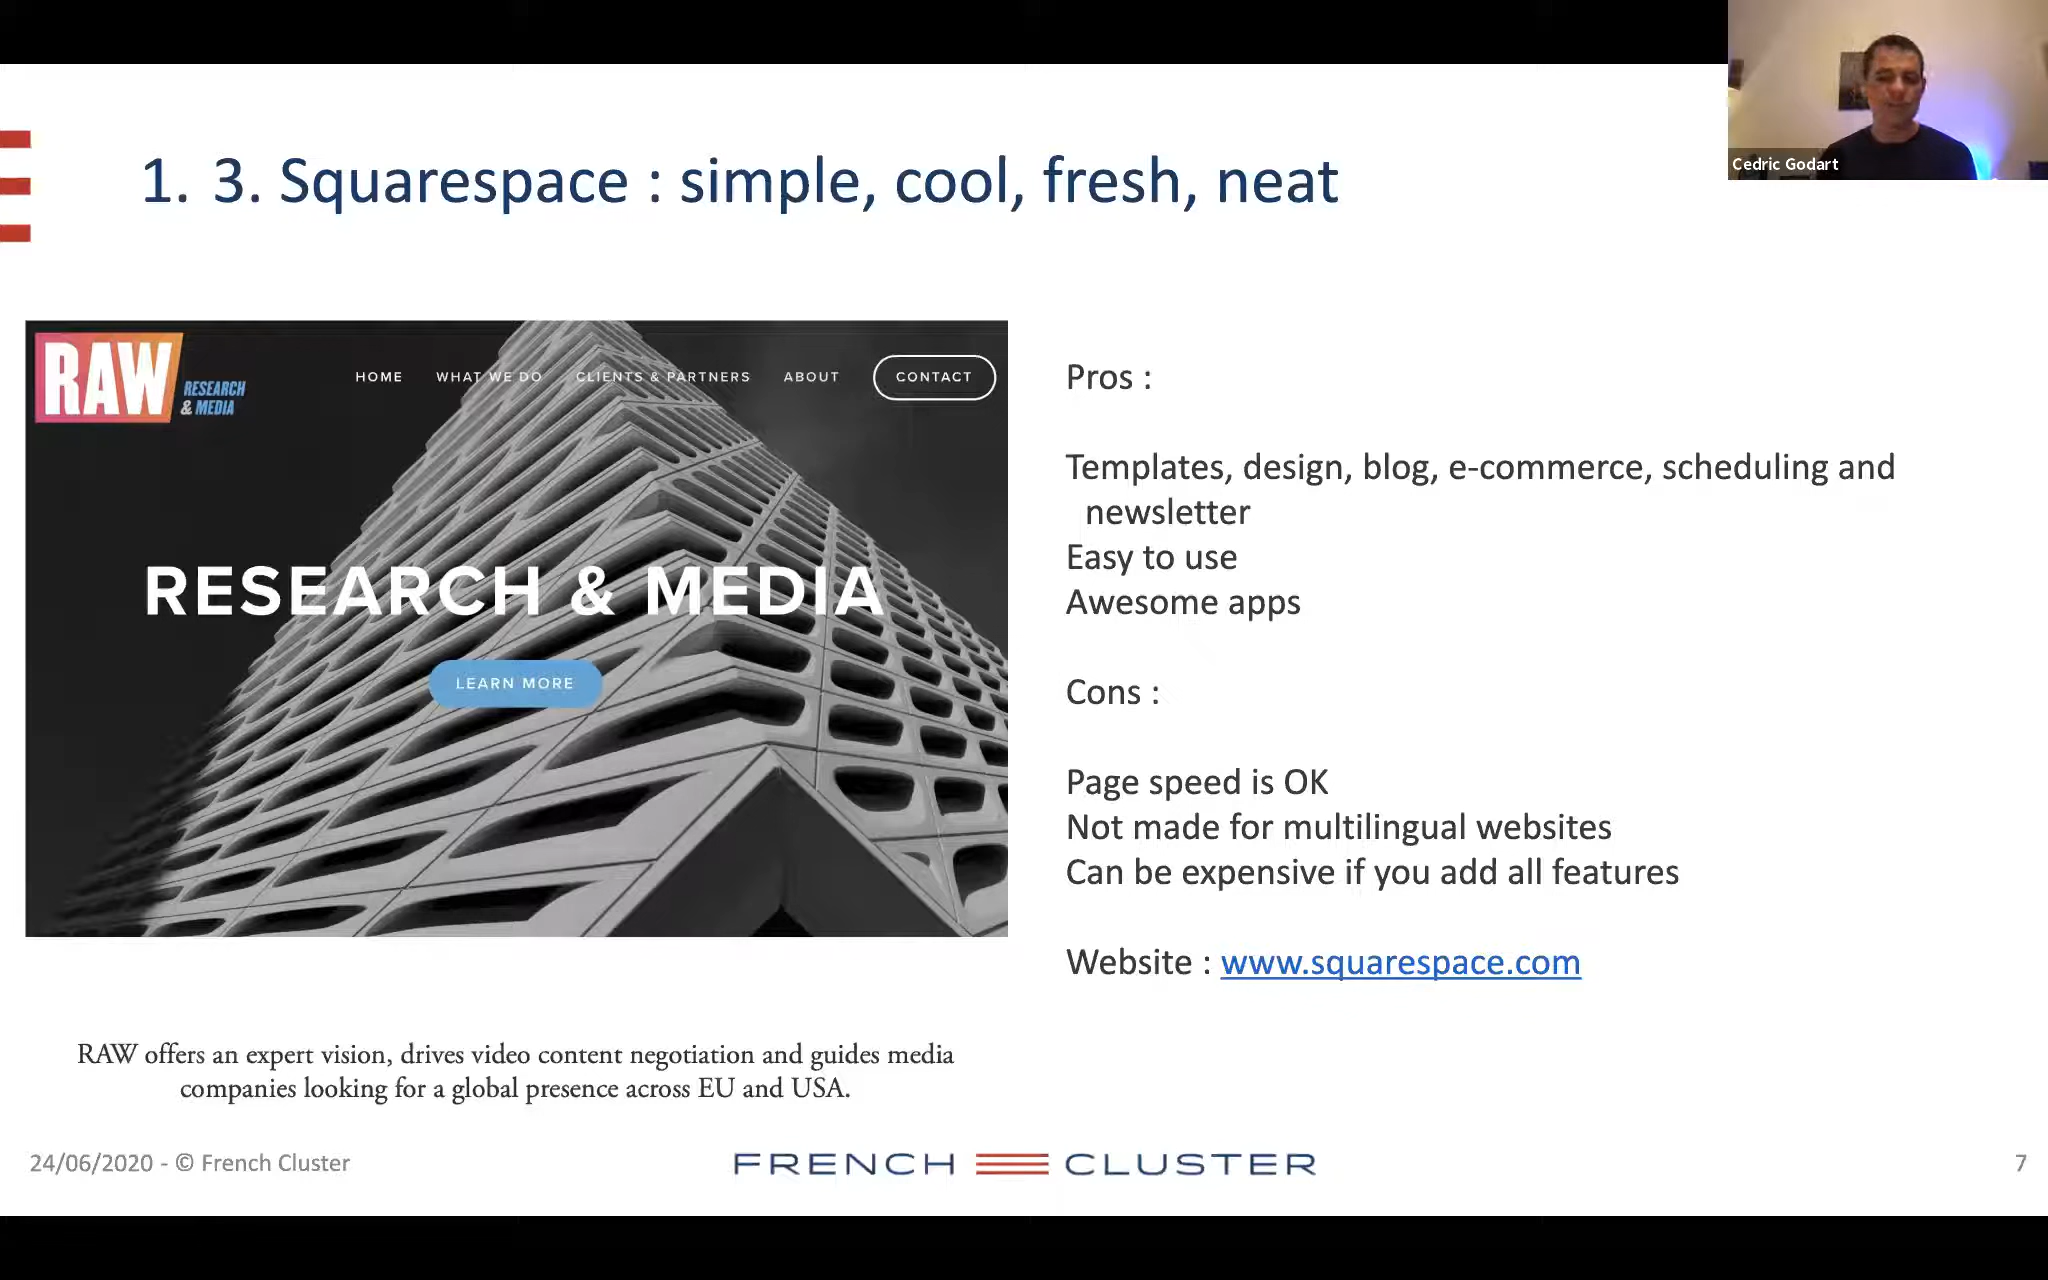 Cedric Godart
1. 3. Squarespace : simple, cool, fresh, neat
RAW
RESEARCH
& MEDIA
HOME
WHAT WE DO
CLIENTS & PARTNERS
ABOUT
CONTACT
RESEARCH & MEDIA
LEARN MORE
RAW offers an expert vision, drives video content negotiation and guides media
companies looking for a global presence across EU and USA.
Pros :
Templates, design, blog, e-commerce, scheduling and
newsletter
Easy to use
Awesome apps
Cons :
Page speed is OK
Not made for multilingual websites
Can be expensive if you add all features
Website : www.squarespace.com
24/06/2020 - © French Cluster
FRENCH CLUSTER
7